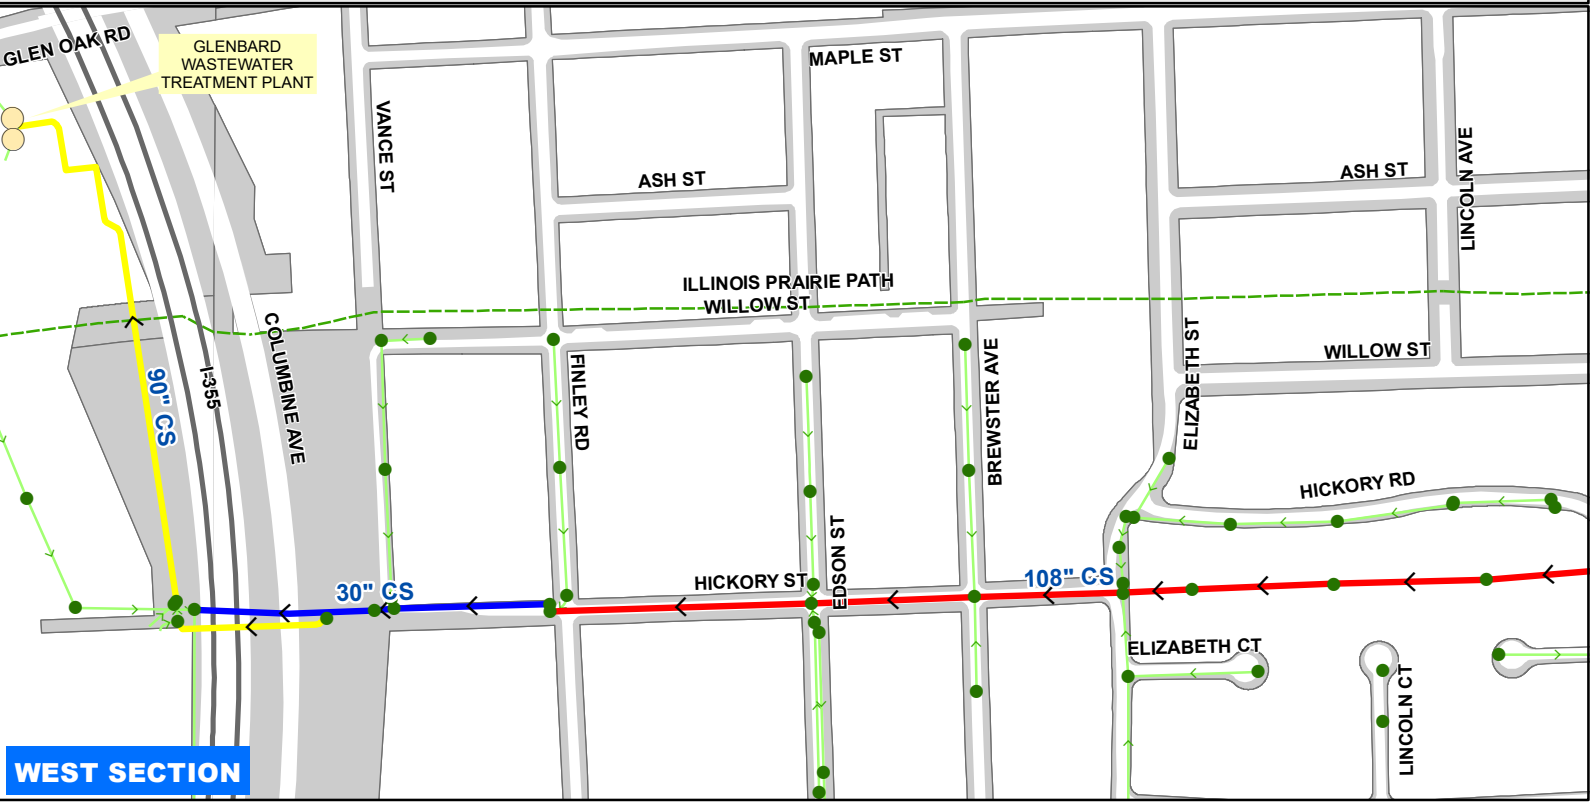 GLEN OAK RD
GLENBARD
WASTEWATER
TREATMENT PLANT
MAPLE ST
VANCE ST
ASH ST
ASH ST
LINCOLN AVE
ILLINOIS PRAIRIE PATH
WILLOW ST
COLUMBINE AVE
I-355
90" CS
FINLEY RD
BREWSTER AVE
ELIZABETH ST
WILLOW ST
HICKORY RD
EDSON ST
HICKORY ST
30" CS
108" CS
ELIZABETH CT
LINCOLN CT
WEST SECTION